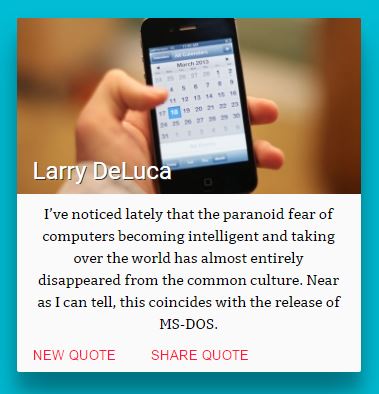 All Calendars
March 2013
Larry DeLuca
I've noticed lately that the paranoid fear of
computers becoming intelligent and taking
over the world has almost entirely
disappeared from the common culture. Near
as I can tell, this coincides with the release of
MS-DOS.
NEW QUOTE SHARE QUOTE